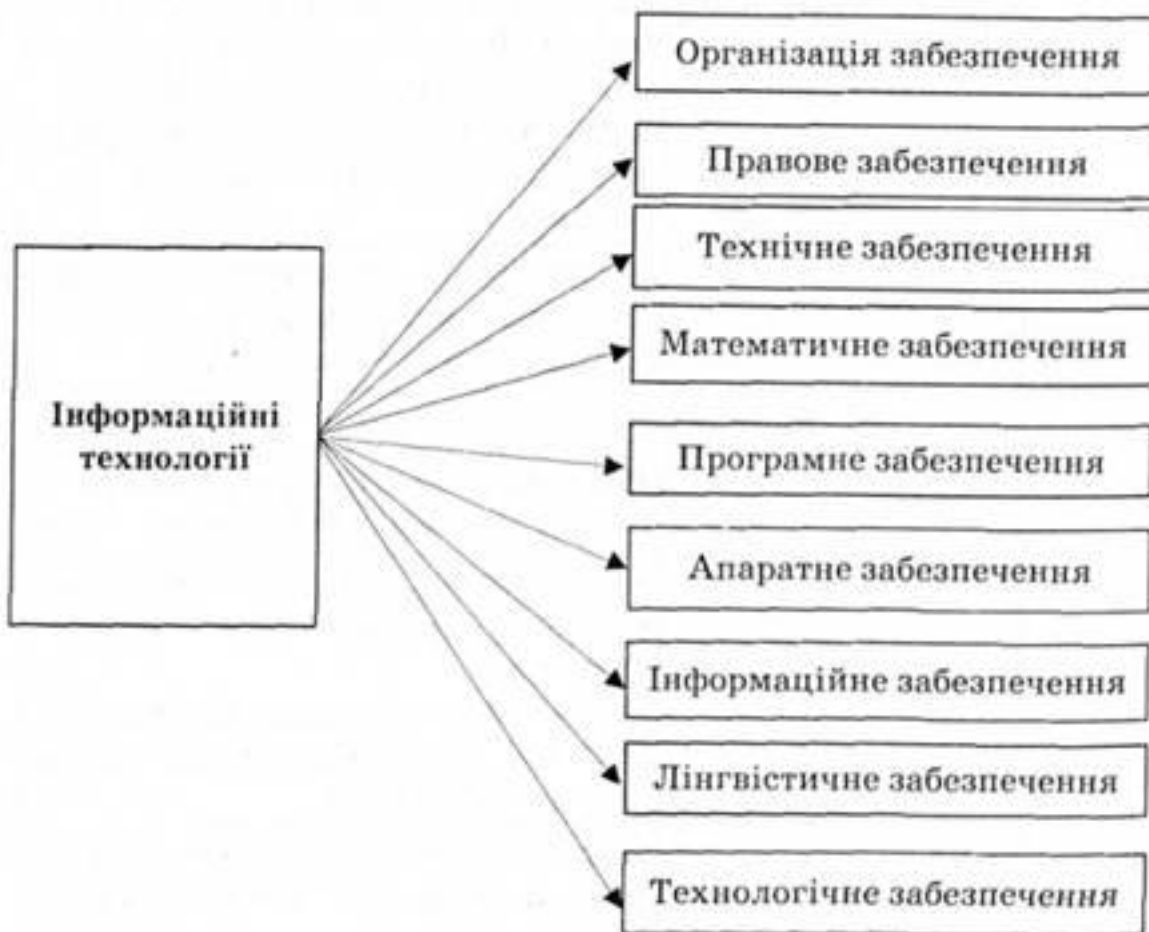 Організація забезпечення
Правове забезпечення
Технічне забезпечення
Математичне забезпечення
Інформаційні
технології
Програмне забезпечення
Апаратне забезпечення
Інформаційне забезпечення
Лінгвістичне забезпечення
Технологічне забезпечення